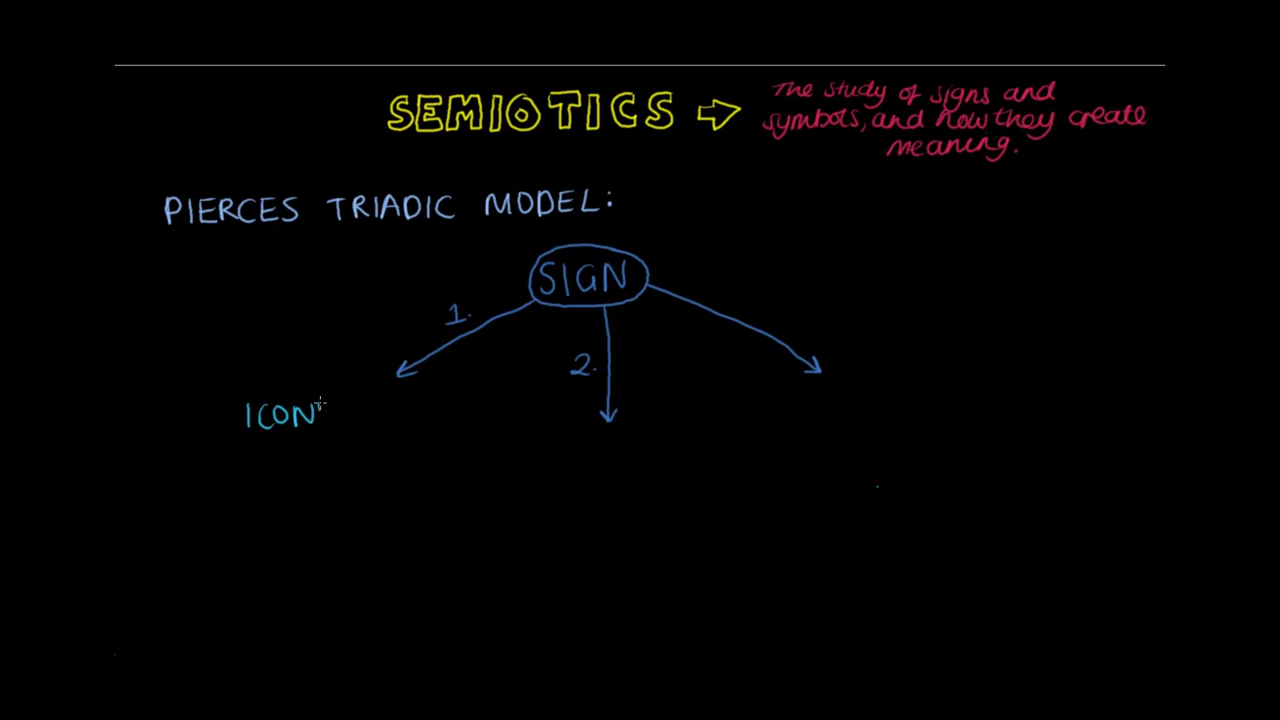 SEMIOTICS
The study of signs and
symbols, and how they create
meaning.
PIERCES TRIADIC MODEL:
SIGN
1.
2.
ICON